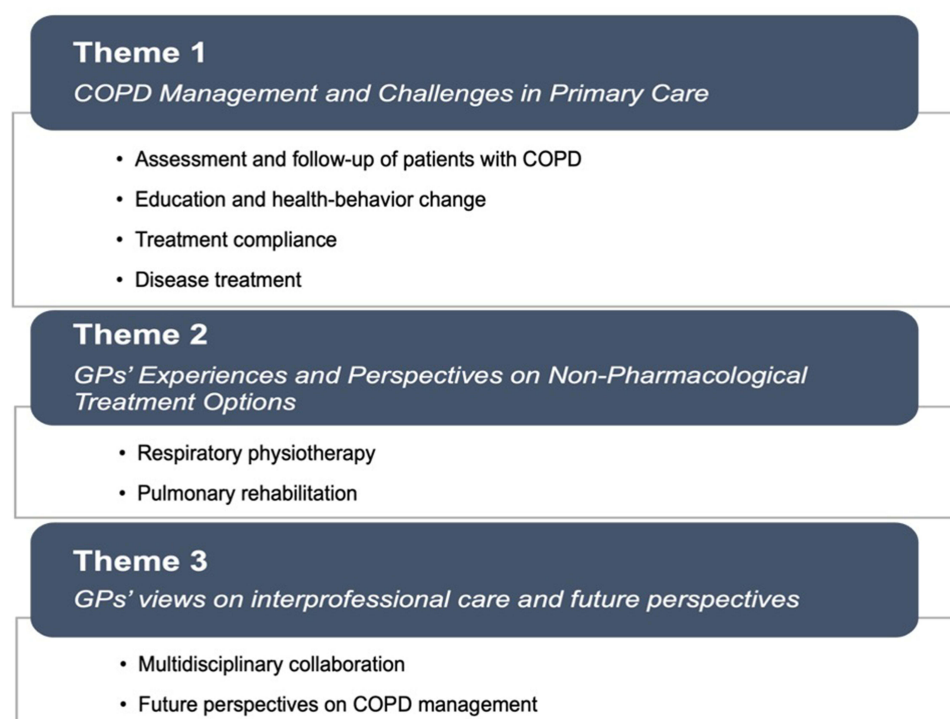 Theme 1
COPD Management and Challenges in Primary Care
• Assessment and follow-up of patients with COPD
• Education and health-behavior change
• Treatment compliance
• Disease treatment
Theme 2
GPs’ Experiences and Perspectives on Non-Pharmacological
Treatment Options
• Respiratory physiotherapy
• Pulmonary rehabilitation
Theme 3
GPs’ views on interprofessional care and future perspectives
• Multidisciplinary collaboration
• Future perspectives on COPD management